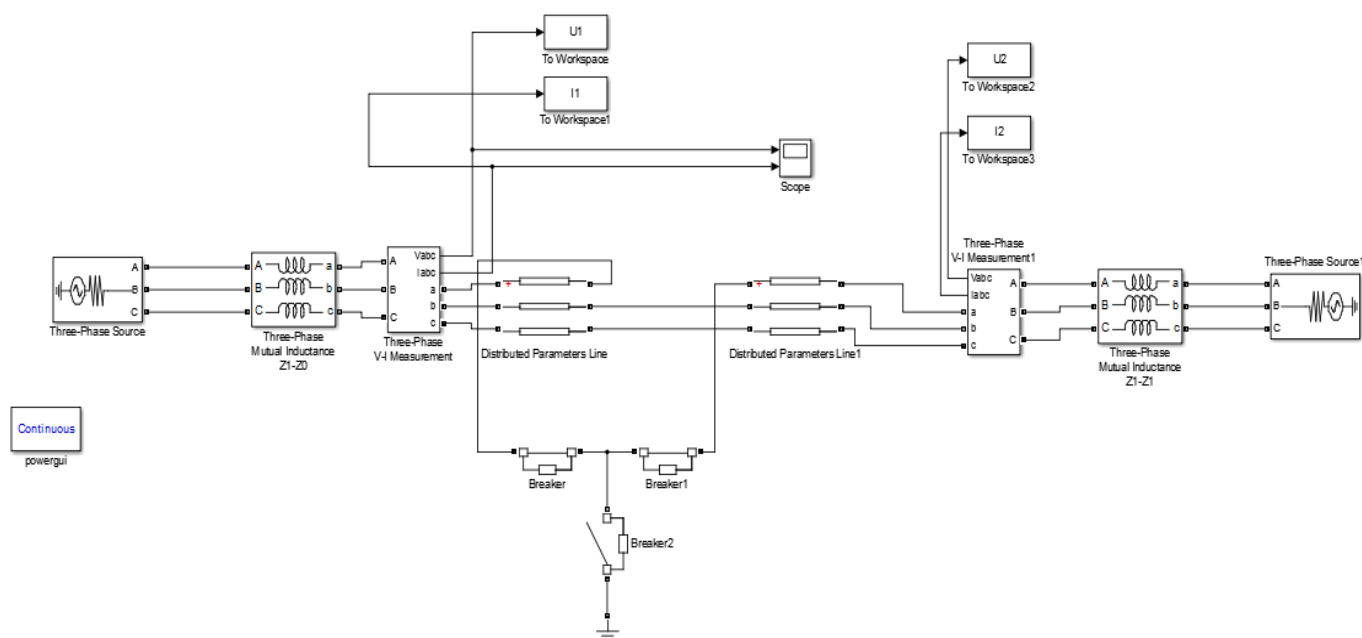 U1
To Workspace
I1
To Workspace1
U2
To Workspace2
I2
To Workspace3
Scope
A
B
C
Three-Phase Source
A
B
C
a
b
c
Three-Phase
Mutual Inductance
Z1-Z0
A
B
C
Vabc
Iabc
a
b
c
Three-Phase
V-I Measurement
+
Distributed Parameters Line
+
Distributed Parameters Line1
Three-Phase
V-I Measurement1
Vabc
Iabc
a
b
c
A
B
C
A
B
C
a
b
c
Three-Phase
Mutual Inductance
Z1-Z1
Three-Phase Source1
A
B
C
Continuous
powergui
Breaker
Breaker1
Breaker2